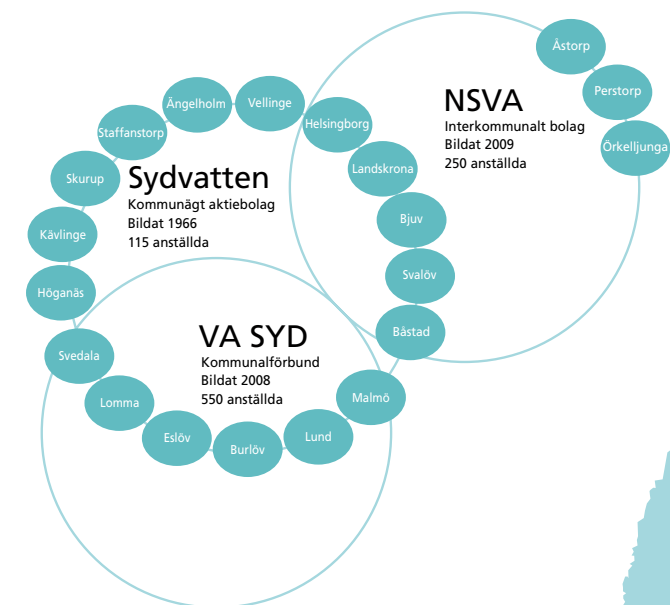 Åstorp
Perstorp
Örkelljunga
NSVA
Interkommunalt bolag
Bildat 2009
250 anställda
Ängelholm
Vellinge
Helsingborg
Staffanstorp
Landskrona
Skurup
Sydvatten
Kommunägt aktiebolag
Bildat 1966
115 anställda
Bjuv
Kävlinge
Svalöv
Höganäs
Båstad
VA SYD
Kommunalförbund
Bildat 2008
550 anställda
Svedala
Lomma
Eslöv
Burlöv
Lund
Malmö